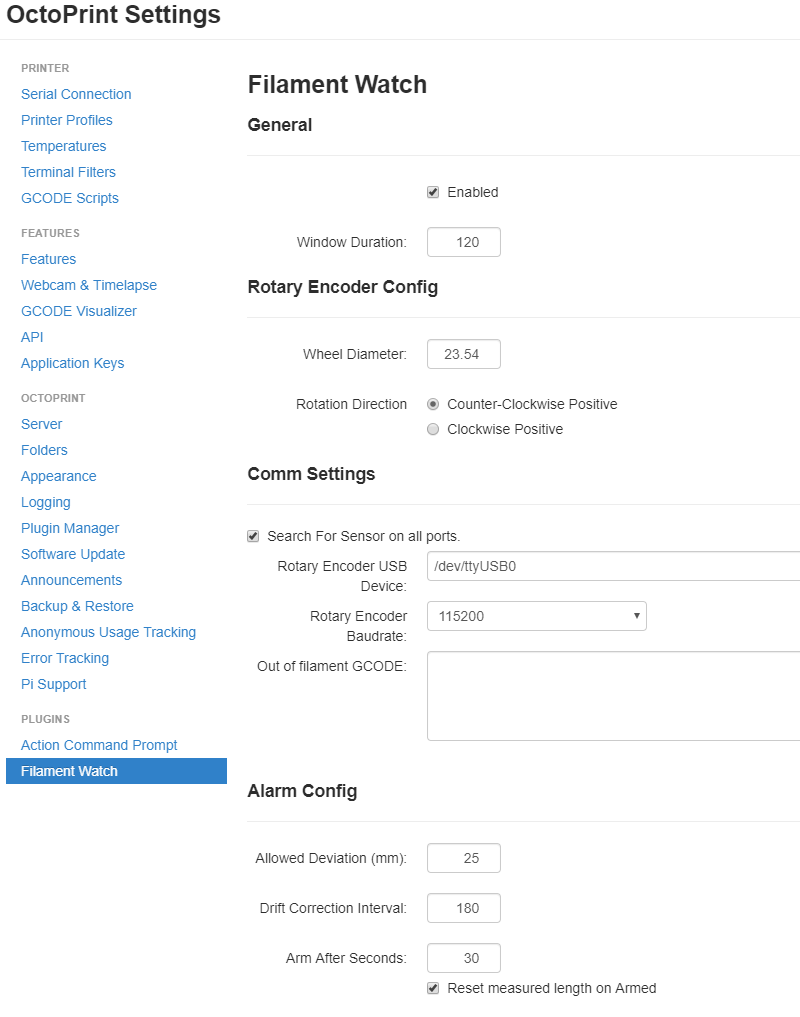 OctoPrint Settings
PRINTER
Serial Connection
Printer Profiles
Temperatures
Terminal Filters
GCODE Scripts
FEATURES
Features
Webcam & Timelapse
GCODE Visualizer
API
Application Keys
OCTOPRINT
Server
Folders
Appearance
Logging
Plugin Manager
Software Update
Announcements
Backup & Restore
Anonymous Usage Tracking
Error Tracking
Pi Support
PLUGINS
Action Command Prompt
Filament Watch
Filament Watch
General
Enabled
Window Duration: 120
Rotary Encoder Config
Wheel Diameter: 23.54
Rotation Direction Counter-Clockwise Positive
Clockwise Positive
Comm Settings
Search For Sensor on all ports.
Rotary Encoder USB
Device: /dev/ttyUSB0
Rotary Encoder
Baudrate: 115200
Out of filament GCODE:
Alarm Config
Allowed Deviation (mm): 25
Drift Correction Interval: 180
Arm After Seconds: 30
Reset measured length on Armed